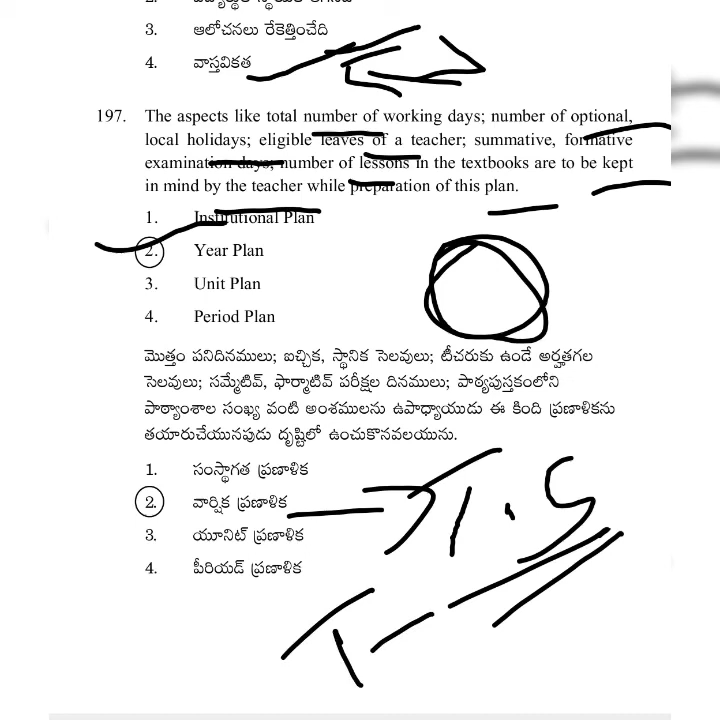 3. ఆలోచనలు రేకెత్తించేది
4. వాస్తవికత
197. The aspects like total number of working days; number of optional,
local holidays; eligible leaves of a teacher; summative, formative
examination days; number of lessons in the textbooks are to be kept
in mind by the teacher while preparation of this plan.
1. Institutional Plan
2. Year Plan
3. Unit Plan
4. Period Plan
మొత్తం పనిదినములు; ఐచ్ఛిక, స్థానిక సెలవులు; టీచరుకు ఉండే అర్హతగల
సెలవులు; సమ్మేటివ్, ఫార్మాటివ్ పరీక్షల దినములు; పాఠ్యపుస్తకంలోని
పాఠ్యాంశాల సంఖ్య వంటి అంశములను ఉపాధ్యాయుడు ఈ కింది ప్రణాళికను
తయారుచేయునపుడు దృష్టిలో ఉంచుకొనవలయును.
1. సంస్థాగత ప్రణాళిక
2. వార్షిక ప్రణాళిక
3. యూనిట్ ప్రణాళిక
4. పీరియడ్ ప్రణాళిక